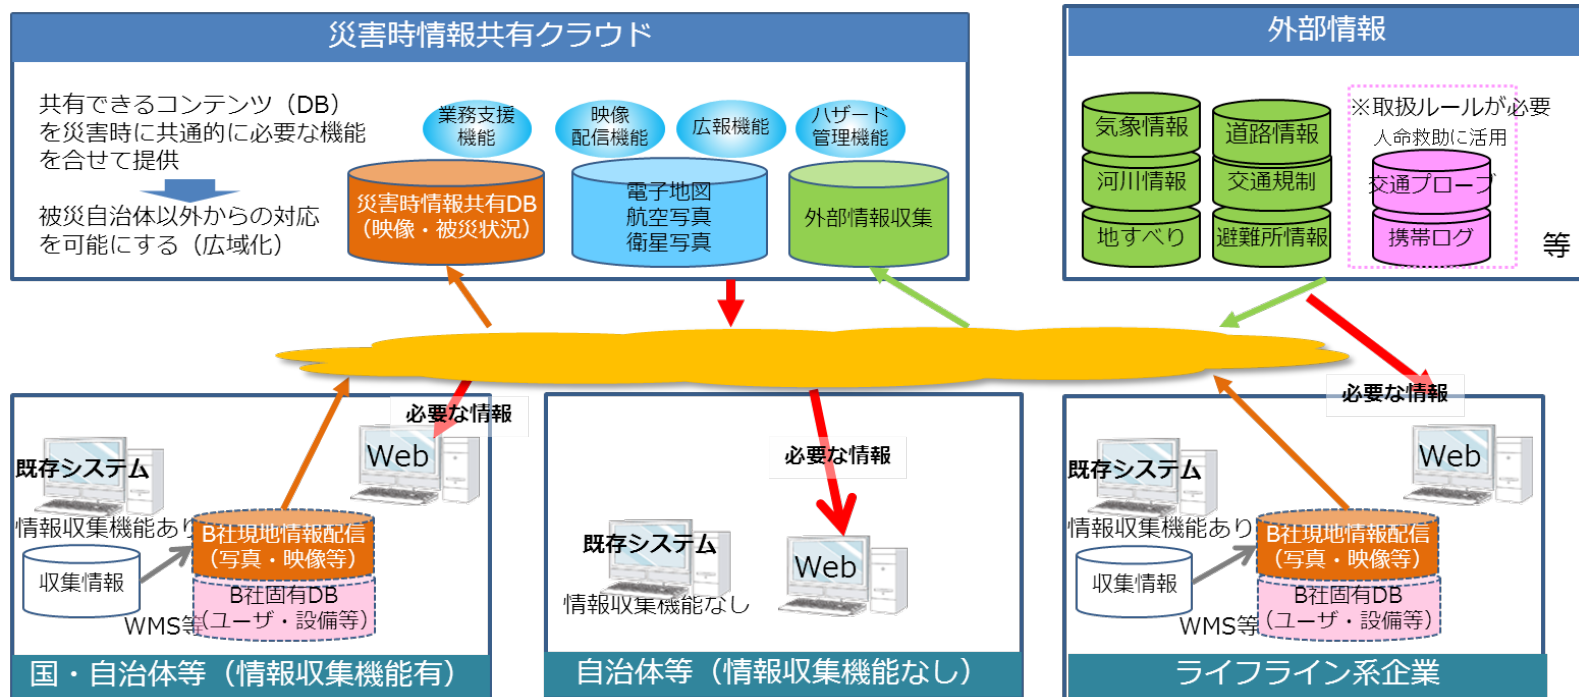 災害時情報共有クラウド
共有できるコンテンツ（DB）
を災害時に共通的に必要な機能
を合せて提供
被災自治体以外からの対応
を可能にする（広域化）
業務支援
機能
映像
配信機能
広報機能
ハザード
管理機能
災害時情報共有DB
（映像・被災状況）
電子地図
航空写真
衛星写真
外部情報収集
外部情報
気象情報
河川情報
地すべり
道路情報
交通規制
避難所情報
※取扱ルールが必要
人命救助に活用
交通プローブ
携帯ログ
等
必要な情報
Web
既存システム
情報収集機能あり
収集情報
B社現地情報配信
（写真・映像等）
B社固有DB
（ユーザ・設備等）
WMS等
国・自治体等（情報収集機能有）
必要な情報
既存システム
Web
情報収集機能なし
自治体等（情報収集機能なし）
必要な情報
Web
既存システム
情報収集機能あり
収集情報
B社現地情報配信
（写真・映像等）
B社固有DB
（ユーザ・設備等）
WMS等
ライフライン系企業